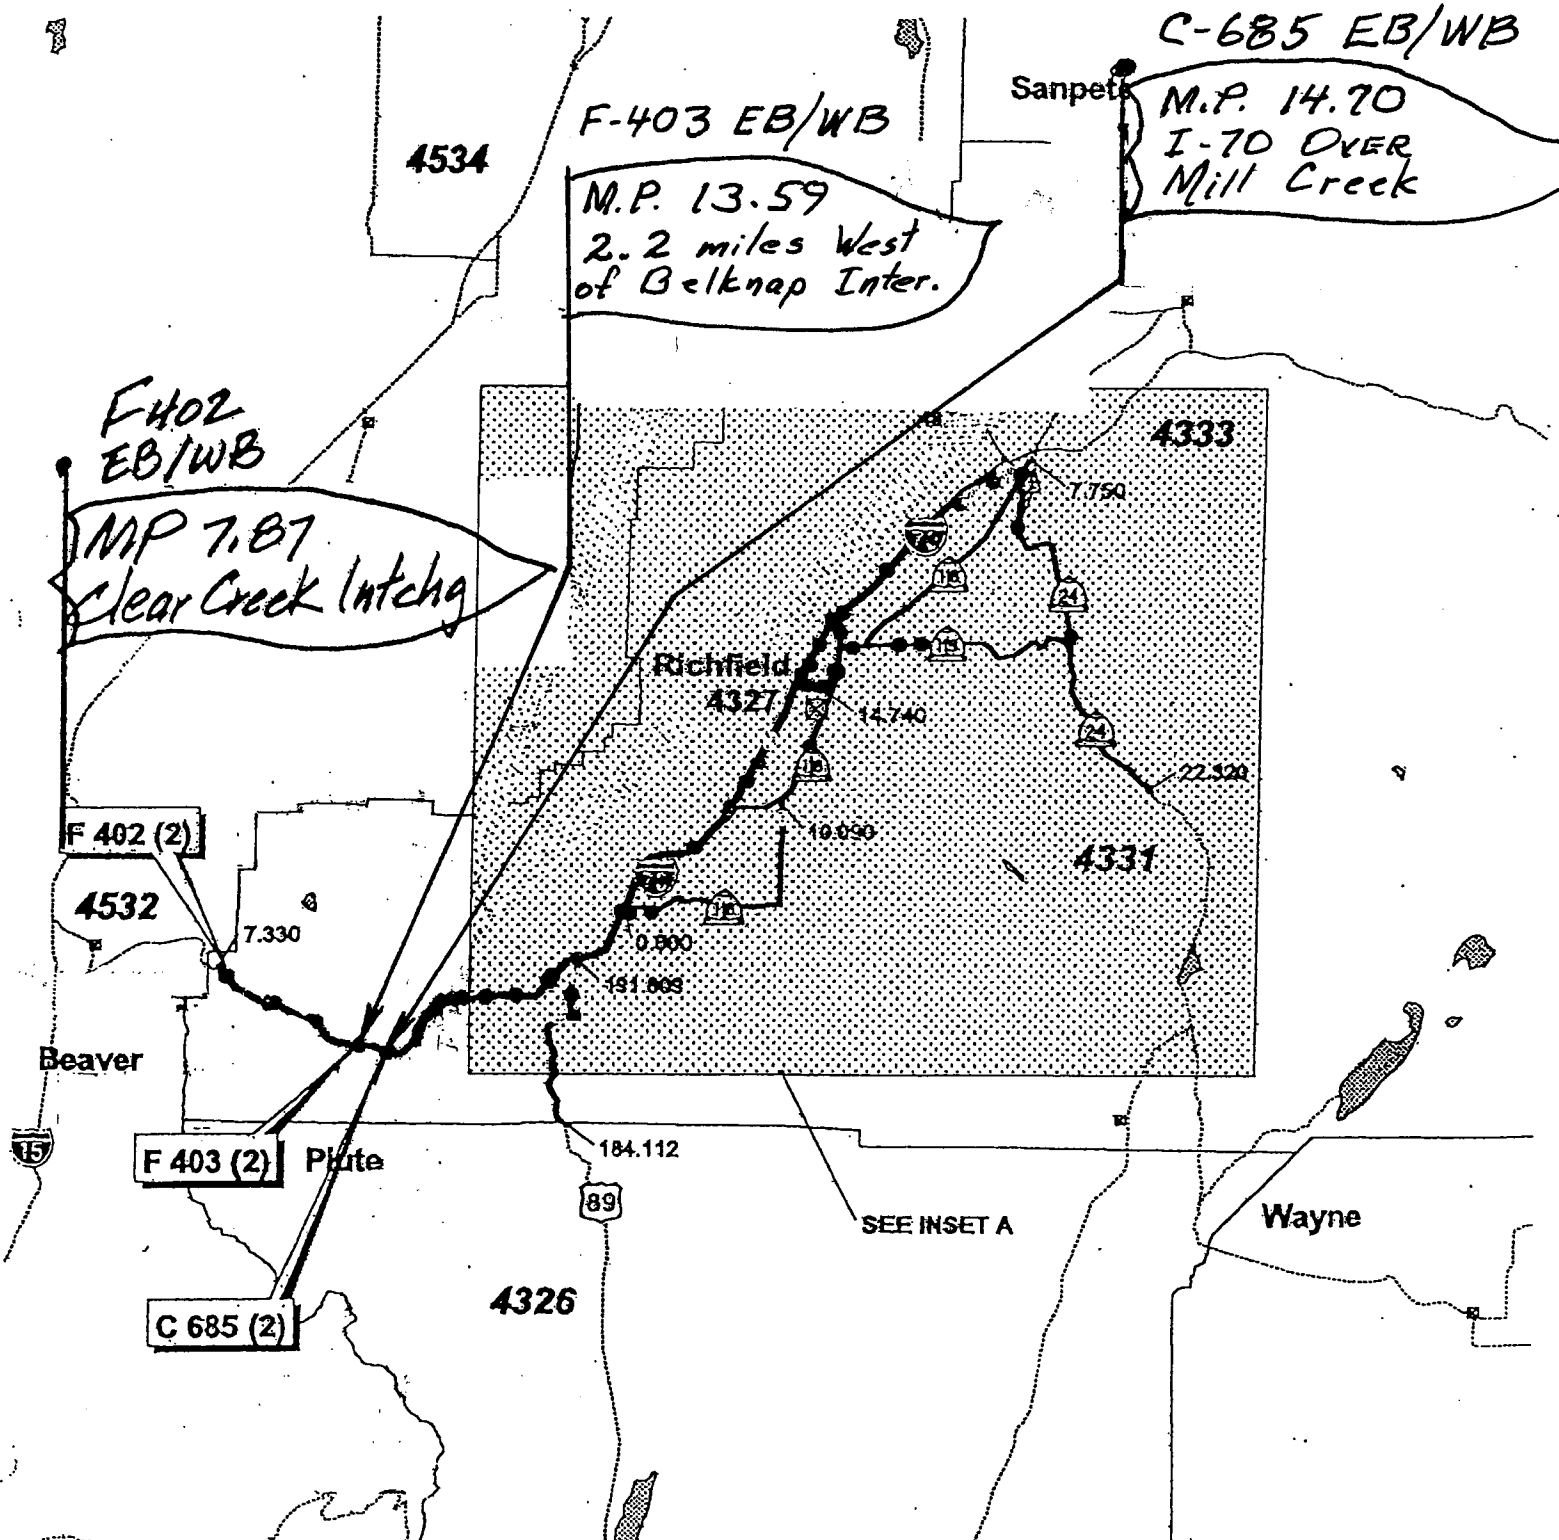 C-685 EB/WB
Sanpete
M.P. 14.70
I-70 OVER
Mill Creek
F-403 EB/WB
4534
M.P. 13.59
2.2 miles West
of Belknap Inter.
F402
EB/WB
MP 7.87
Clear Creek Intchg
4333
7.750
70
118
24
119
Richfield
4327
14.740
24
118
22.320
F 402 (2)
10.090
4331
4532
70
118
7.330
0.000
191.603
Beaver
15
F 403 (2)
Piute
184.112
89
SEE INSET A
Wayne
4326
C 685 (2)